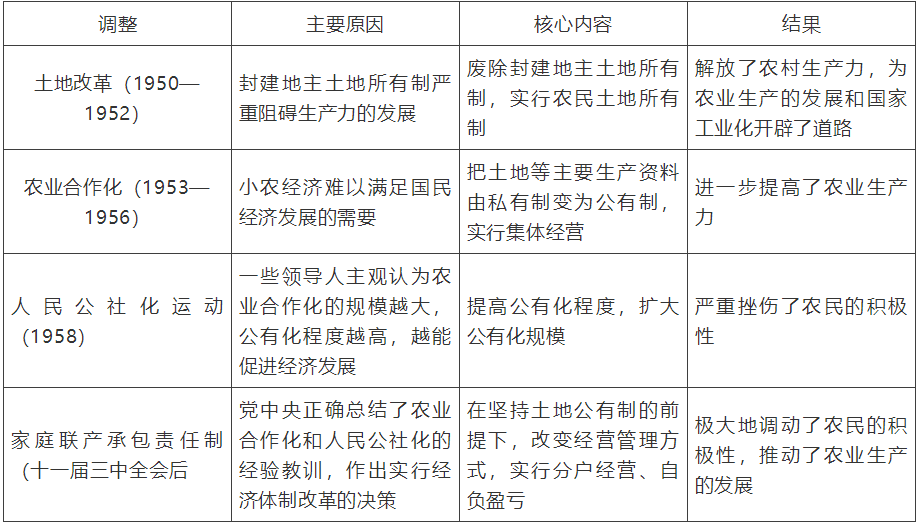 调整
主要原因
核心内容
结果
土地改革（1950—
1952）
封建地主土地所有制严
重阻碍生产力的发展
废除封建地主土地所有
制，实行农民土地所有
制
解放了农村生产力，为
农业生产的发展和国家
工业化开辟了道路
农业合作化（1953—
1956）
小农经济难以满足国民
经济发展的需要
把土地等主要生产资料
由私有制变为公有制，
实行集体经营
进一步提高了农业生产
力
人民公社化运动
（1958）
一些领导人主观认为农
业合作化的规模越大，
公有化程度越高，越能
促进经济发展
提高公有化程度，扩大
公有化规模
严重挫伤了农民的积极
性
家庭联产承包责任制
（十一届三中全会后
党中央正确总结了农业
合作化和人民公社化的
经验教训，作出实行经
济体制改革的决策
在坚持土地公有制的前
提下，改变经营管理方
式，实行分户经营、自
负盈亏
极大地调动了农民的积
极性，推动了农业生产
的发展